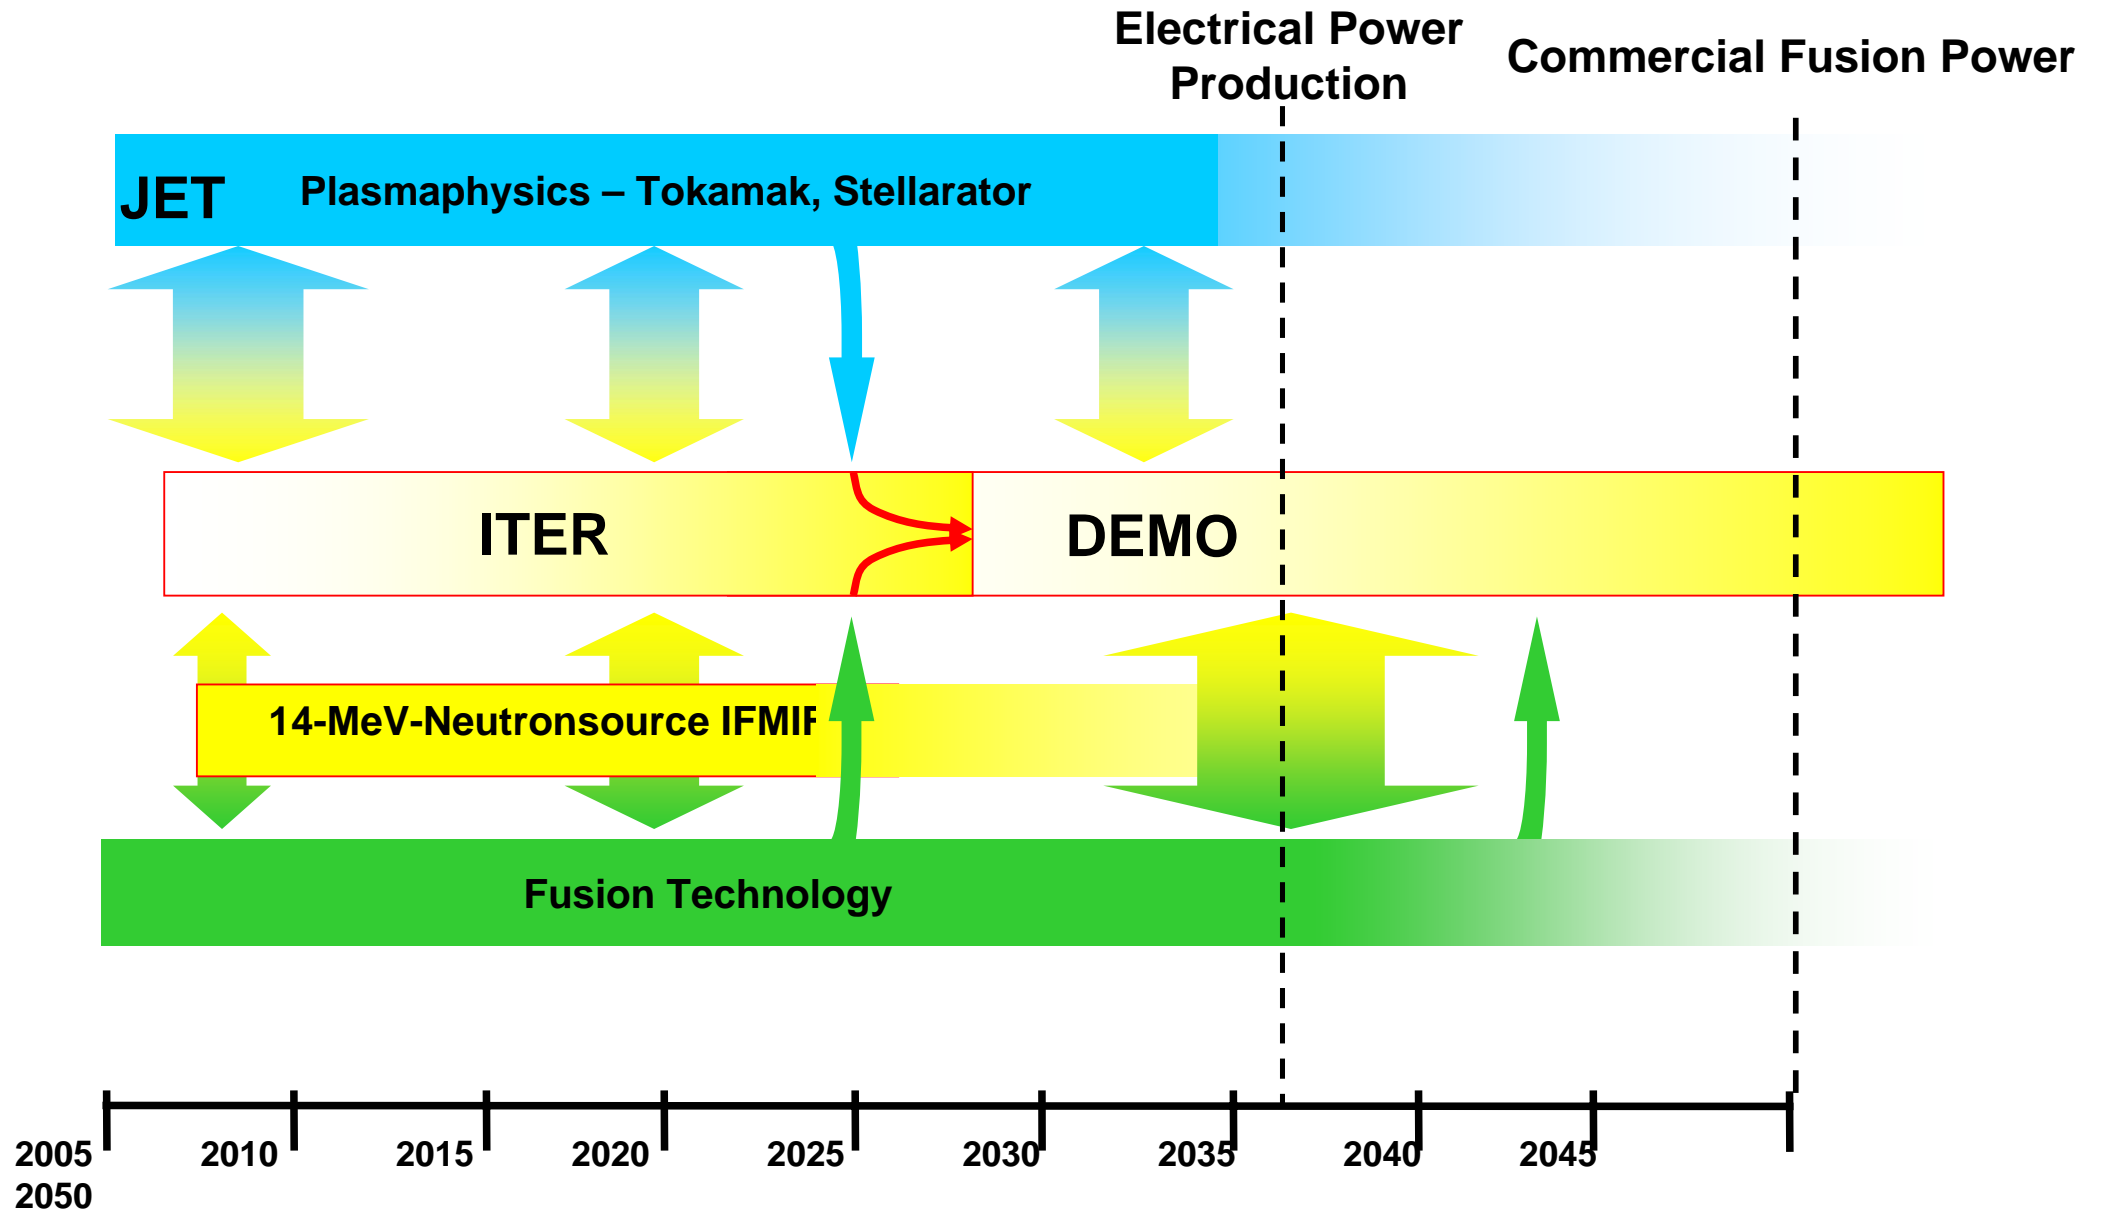 Electrical Power
Production
Commercial Fusion Power
JET
Plasmaphysics – Tokamak, Stellarator
ITER
DEMO
14-MeV-Neutronsource IFMIF
Fusion Technology
2005 2010 2015 2020 2025 2030 2035 2040 2045
2050